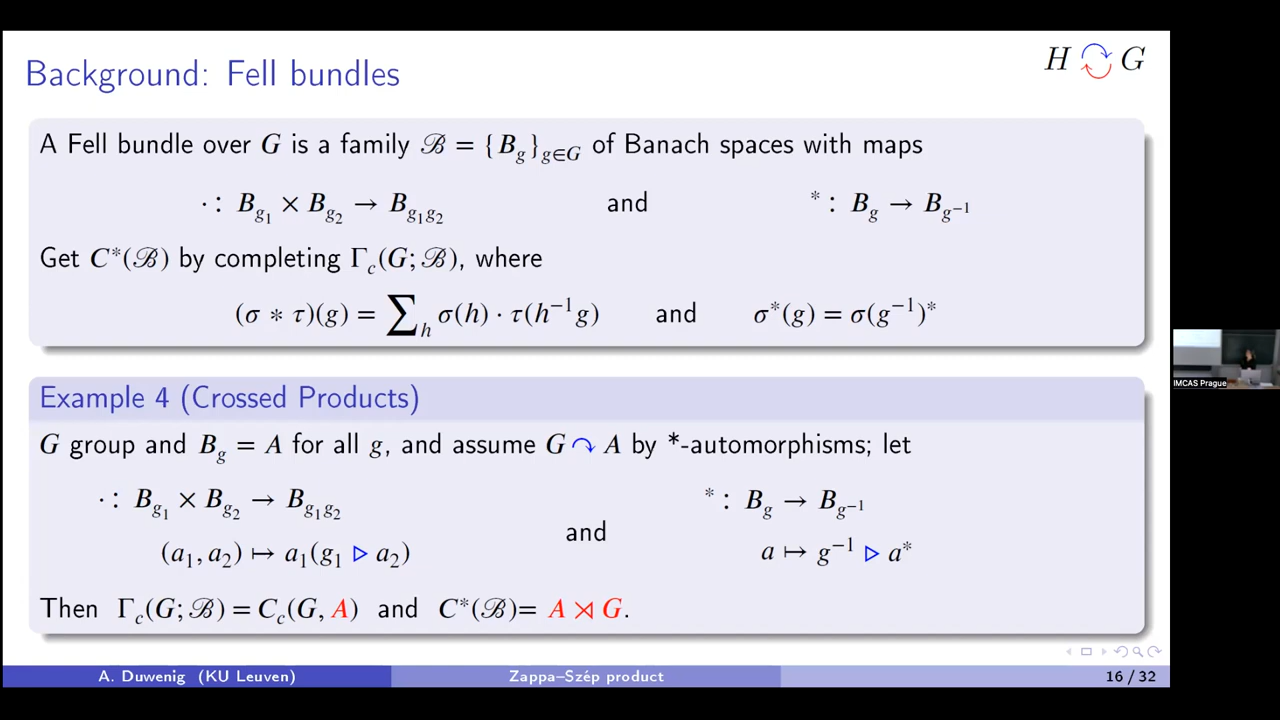 Background: Fell bundles
H G
A Fell bundle over G is a family ℬ = {B_g}_{g∈G} of Banach spaces with maps
· : B_{g₁} × B_{g₂} → B_{g₁g₂} and * : B_g → B_{g⁻¹}
Get C*(ℬ) by completing Γ_c(G; ℬ), where
(σ ∗ τ)(g) = ∑_h σ(h) · τ(h⁻¹g) and σ*(g) = σ(g⁻¹)*
Example 4 (Crossed Products)
G group and B_g = A for all g, and assume G ↷ A by *-automorphisms; let
· : B_{g₁} × B_{g₂} → B_{g₁g₂} * : B_g → B_{g⁻¹}
and
(a₁, a₂) ↦ a₁(g₁ ▷ a₂) a ↦ g⁻¹ ▷ a*
Then Γ_c(G; ℬ) = C_c(G, A) and C*(ℬ) = A ⋊ G.
A. Duwenig (KU Leuven) Zappa–Szép product 16 / 32
IMCAS Prague